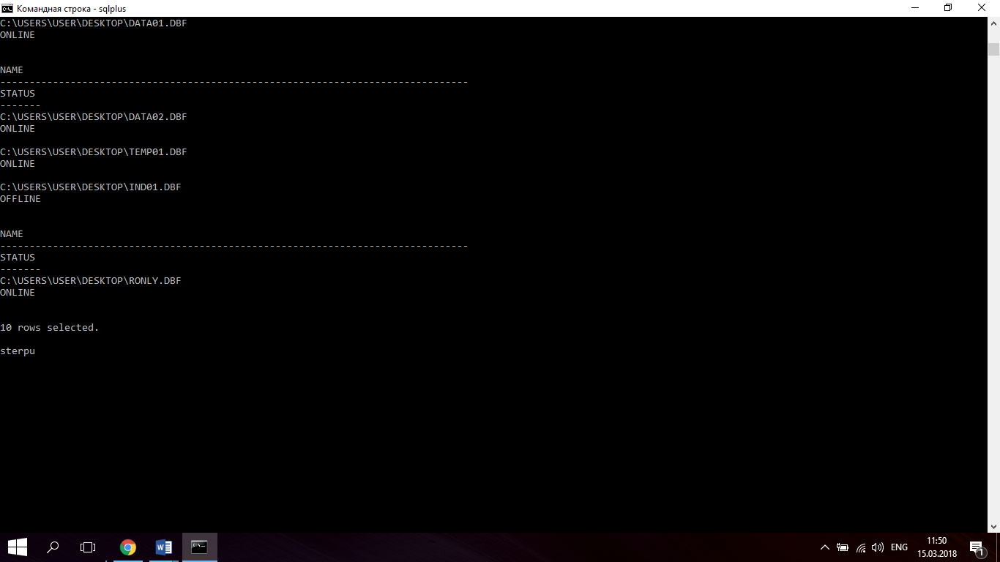 Командная строка - sqlplus
C:\USERS\USER\DESKTOP\DATA01.DBF
ONLINE
NAME
--------------------------------------------------------------------------------
STATUS
-------
C:\USERS\USER\DESKTOP\DATA02.DBF
ONLINE
C:\USERS\USER\DESKTOP\TEMP01.DBF
ONLINE
C:\USERS\USER\DESKTOP\IND01.DBF
OFFLINE
NAME
--------------------------------------------------------------------------------
STATUS
-------
C:\USERS\USER\DESKTOP\RONLY.DBF
ONLINE
10 rows selected.
sterpu
ENG
11:50
15.03.2018
1